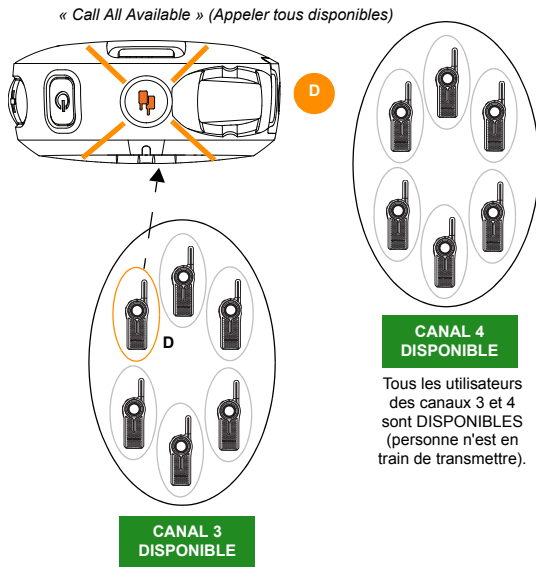 « Call All Available » (Appeler tous disponibles)
D
D
CANAL 4
DISPONIBLE
Tous les utilisateurs
des canaux 3 et 4
sont DISPONIBLES
(personne n'est en
train de transmettre).
CANAL 3
DISPONIBLE